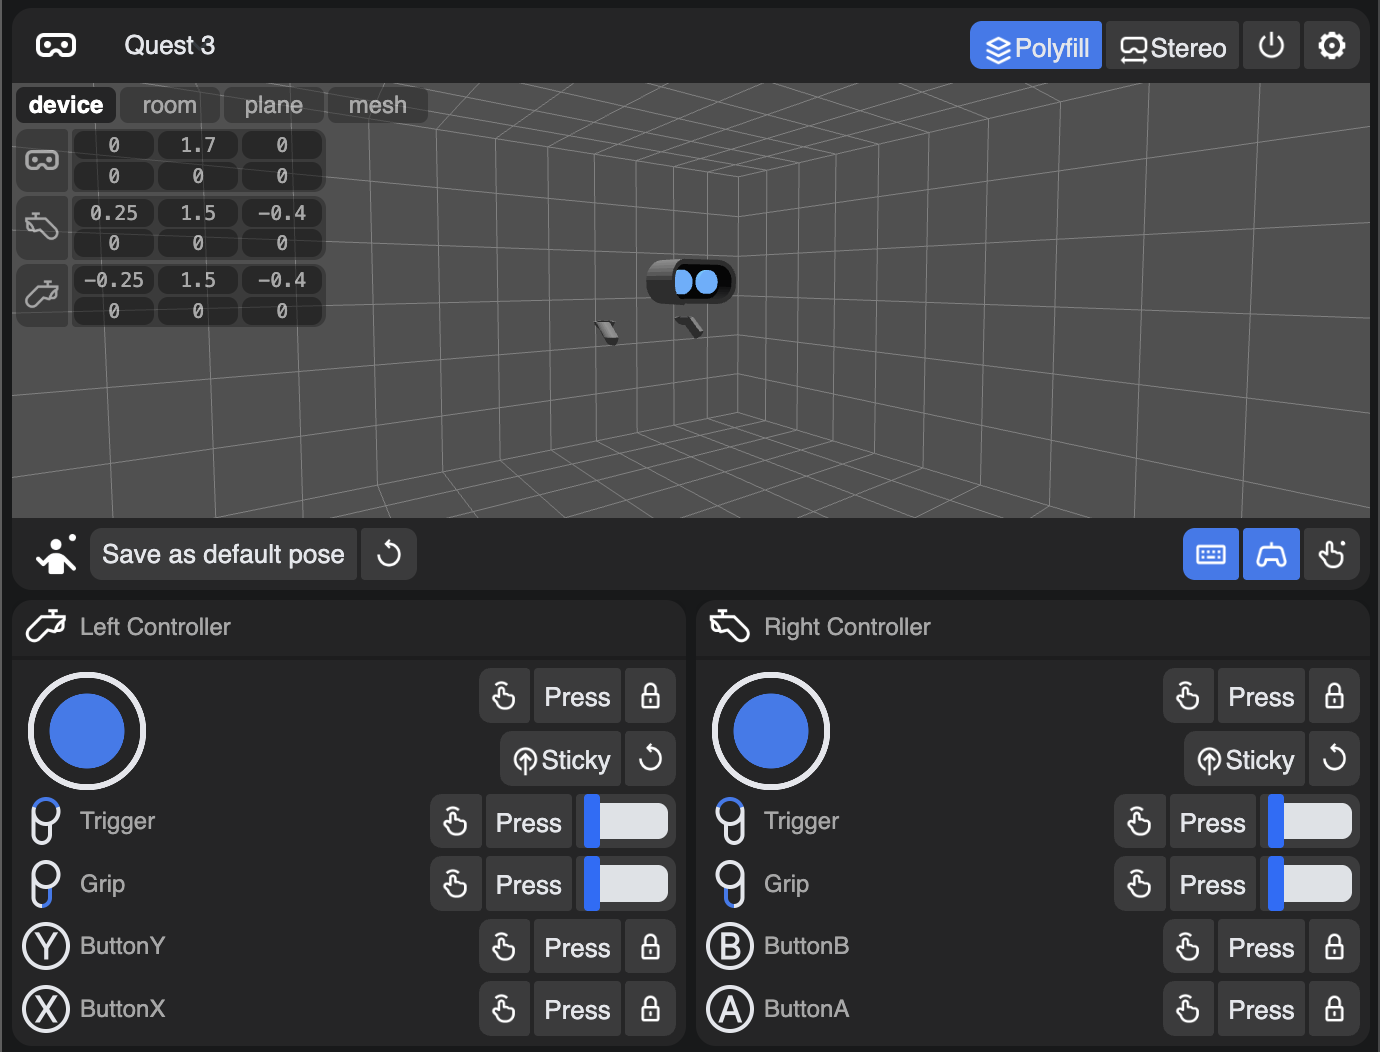 Quest 3
Polyfill
Stereo
device room plane mesh
0 1.7 0
0 0 0
0.25 1.5 -0.4
0 0 0
-0.25 1.5 -0.4
0 0 0
Save as default pose
Left Controller
Press
Sticky
Trigger Press
Grip Press
Y ButtonY Press
X ButtonX Press
Right Controller
Press
Sticky
Trigger Press
Grip Press
B ButtonB Press
A ButtonA Press